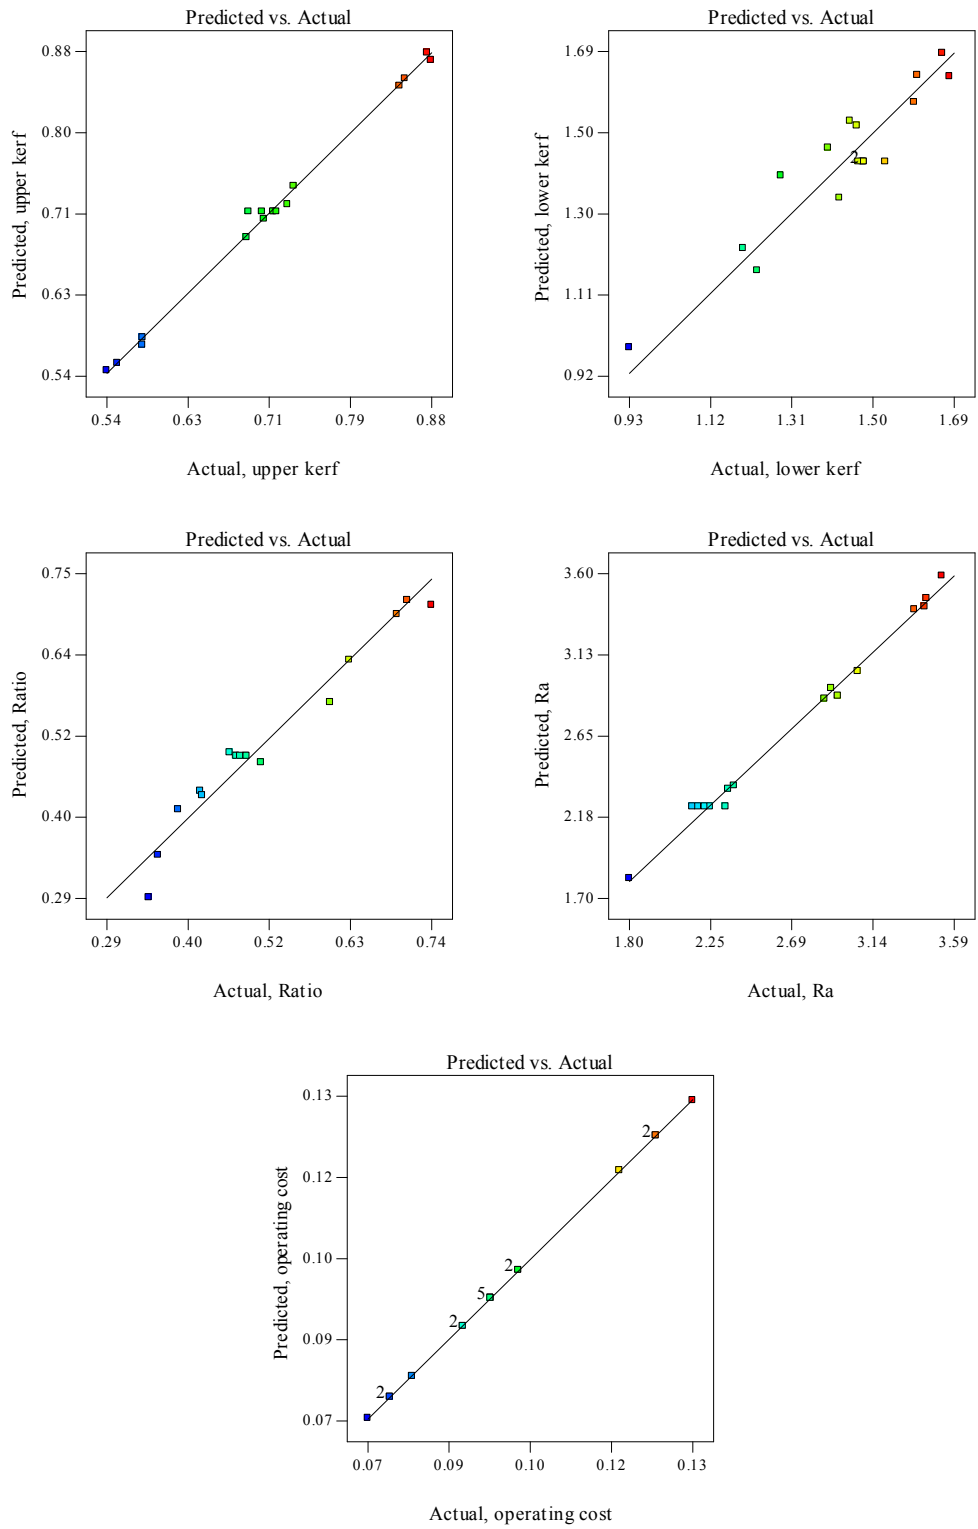 Predicted vs. Actual
Predicted, upper kerf
0.88
0.80
0.71
0.63
0.54
0.54 0.63 0.71 0.79 0.88
Actual, upper kerf
Predicted vs. Actual
Predicted, lower kerf
1.69
1.50
1.30
1.11
0.92
2
0.93 1.12 1.31 1.50 1.69
Actual, lower kerf
Predicted vs. Actual
Predicted, Ratio
0.75
0.64
0.52
0.40
0.29
0.29 0.40 0.52 0.63 0.74
Actual, Ratio
Predicted vs. Actual
Predicted, Ra
3.60
3.13
2.65
2.18
1.70
1.80 2.25 2.69 3.14 3.59
Actual, Ra
Predicted vs. Actual
Predicted, operating cost
0.13
0.12
0.10
0.09
0.07
2
2
5
2
2
0.07 0.09 0.10 0.12 0.13
Actual, operating cost